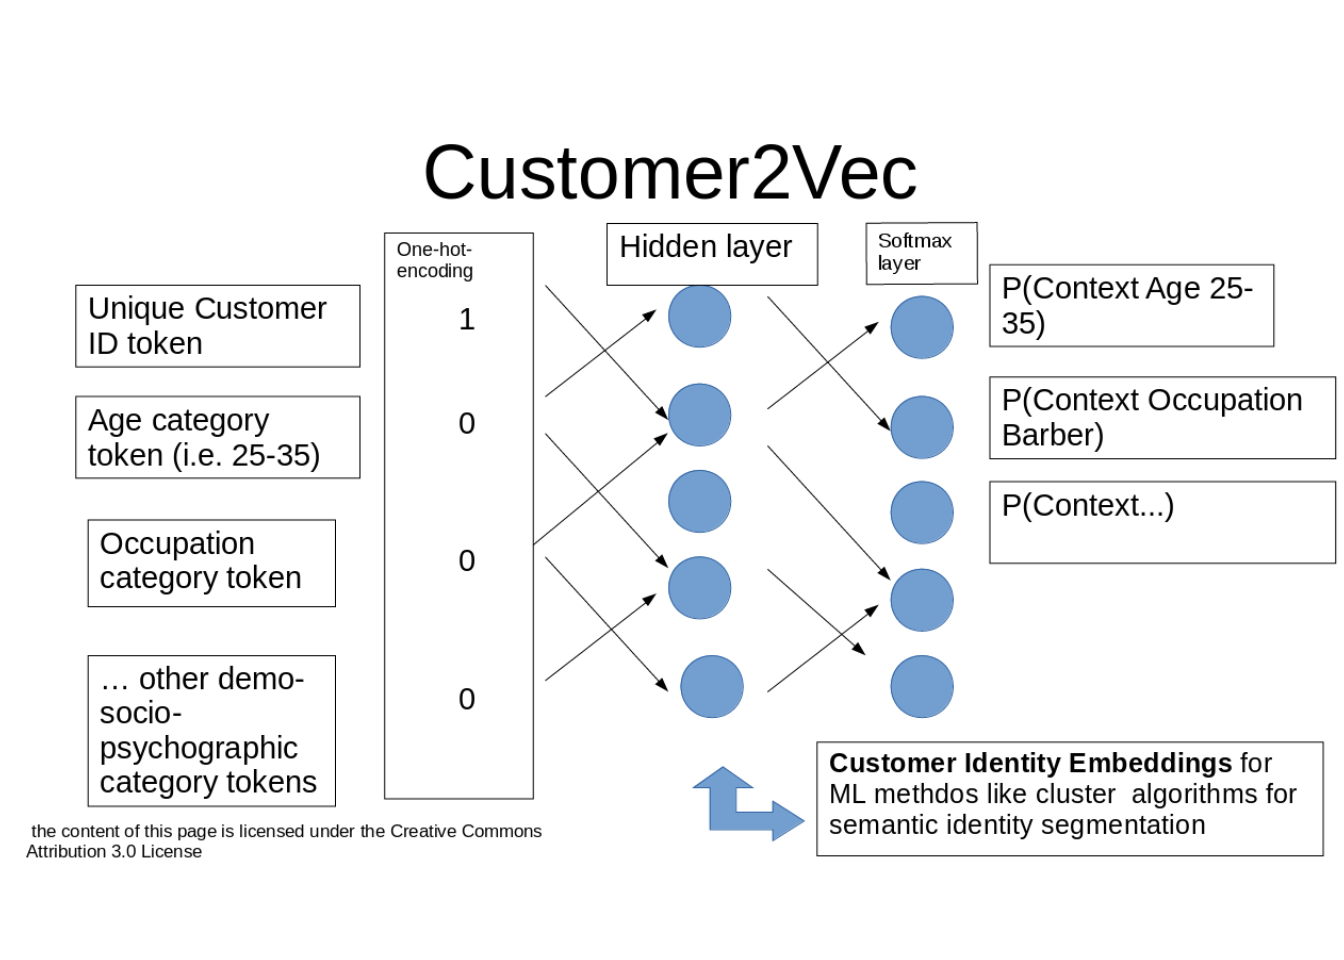 Customer2Vec
One-hot-
encoding
Hidden layer
Softmax
layer
Unique Customer
ID token
1
P(Context Age 25-
35)
Age category
token (i.e. 25-35)
0
P(Context Occupation
Barber)
Occupation
category token
0
P(Context...)
… other demo-
socio-
psychographic
category tokens
0
Customer Identity Embeddings for
ML methdos like cluster  algorithms for
semantic identity segmentation
the content of this page is licensed under the Creative Commons
Attribution 3.0 License